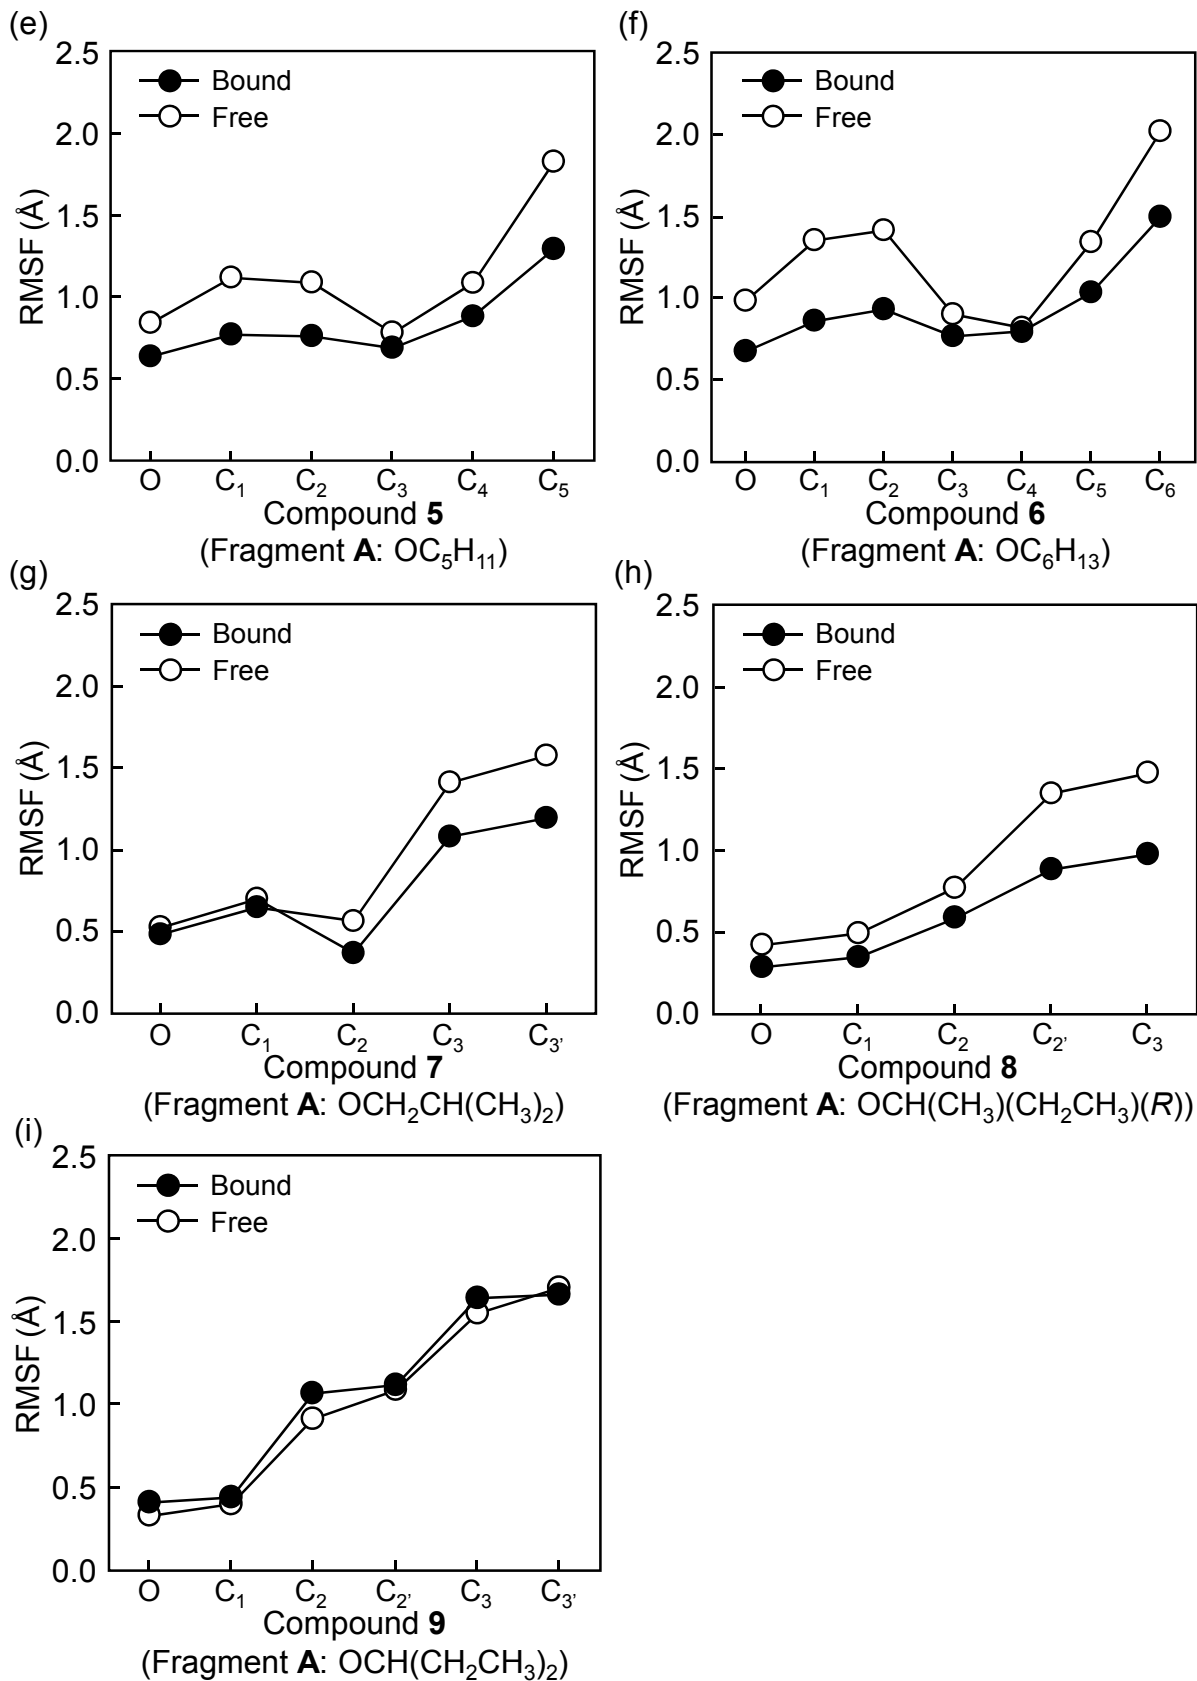 (e)
2.5
2.0
1.5
1.0
0.5
0.0
RMSF (Å)
Bound
Free
O C₁ C₂ C₃ C₄ C₅
Compound 5
(Fragment A: OC₅H₁₁)
(f)
2.5
2.0
1.5
1.0
0.5
0.0
RMSF (Å)
Bound
Free
O C₁ C₂ C₃ C₄ C₅ C₆
Compound 6
(Fragment A: OC₆H₁₃)
(g)
2.5
2.0
1.5
1.0
0.5
0.0
RMSF (Å)
Bound
Free
O C₁ C₂ C₃ C₃'
Compound 7
(Fragment A: OCH₂CH(CH₃)₂)
(h)
2.5
2.0
1.5
1.0
0.5
0.0
RMSF (Å)
Bound
Free
O C₁ C₂ C₂' C₃
Compound 8
(Fragment A: OCH(CH₃)(CH₂CH₃)(R))
(i)
2.5
2.0
1.5
1.0
0.5
0.0
RMSF (Å)
Bound
Free
O C₁ C₂ C₂' C₃ C₃'
Compound 9
(Fragment A: OCH(CH₂CH₃)₂)